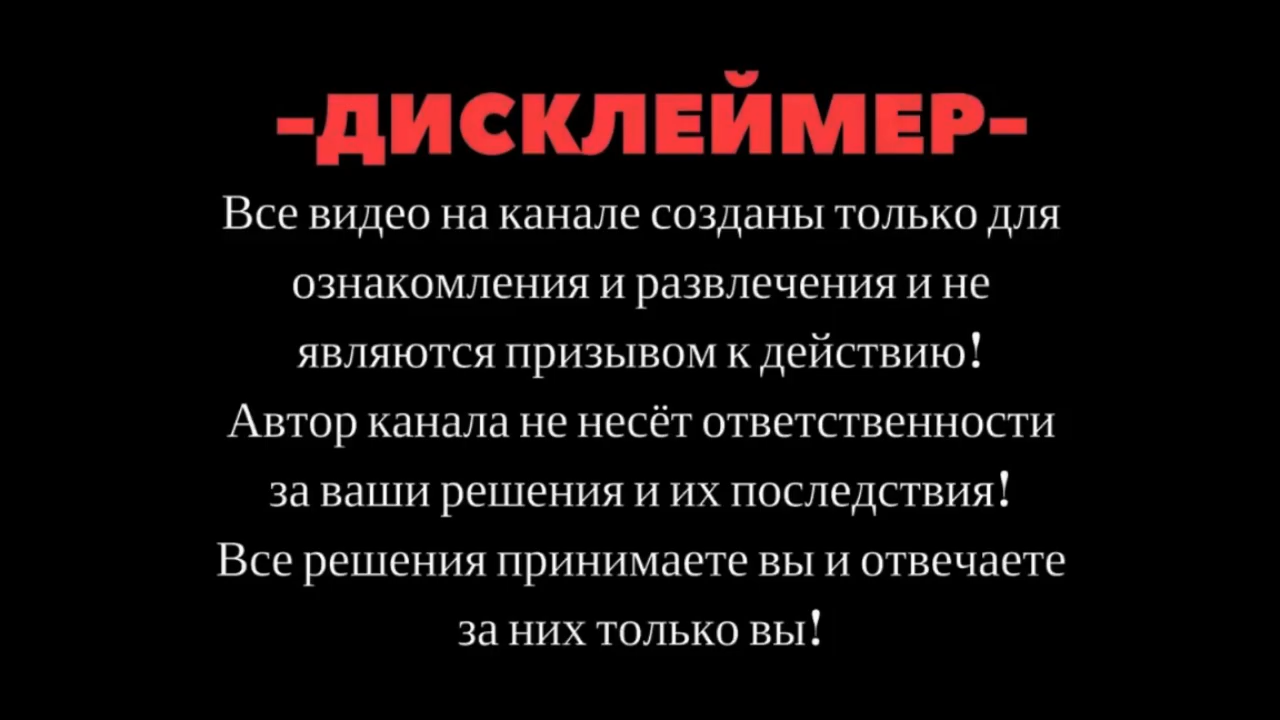 -ДИСКЛЕЙМЕР-
Все видео на канале созданы только для
ознакомления и развлечения и не
являются призывом к действию!
Автор канала не несёт ответственности
за ваши решения и их последствия!
Все решения принимаете вы и отвечаете
за них только вы!